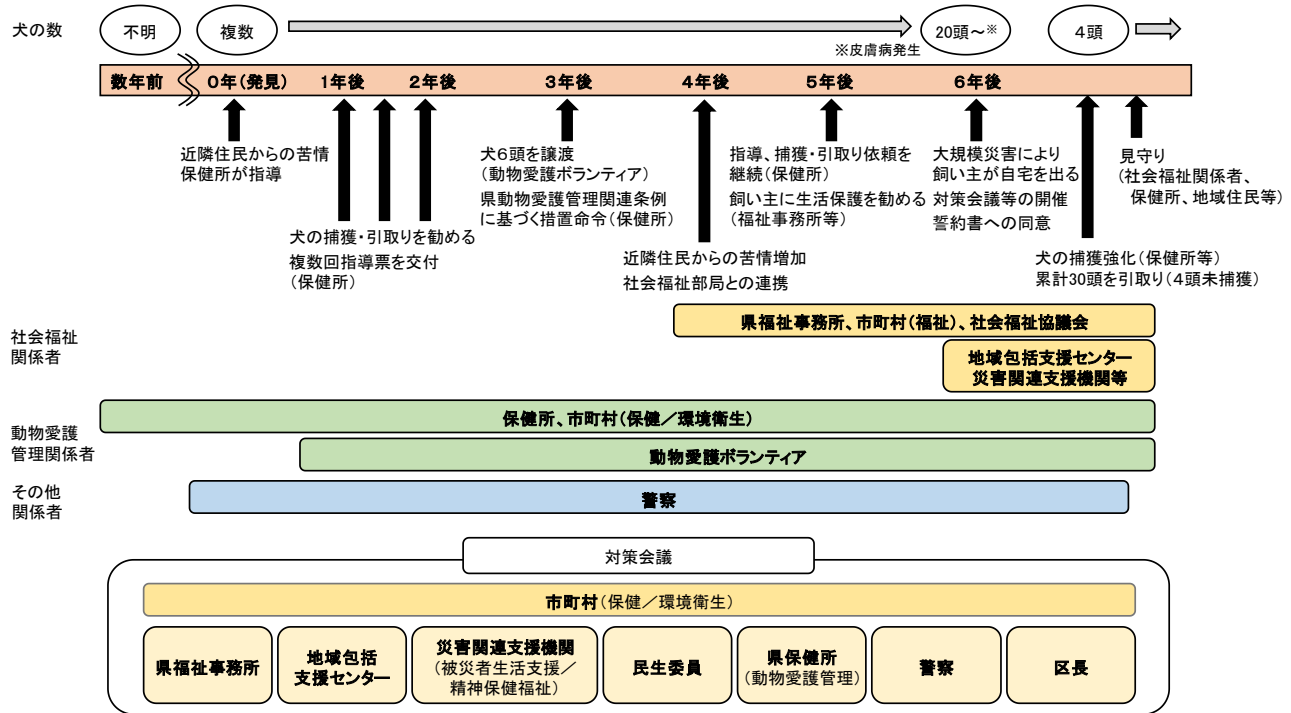 犬の数
不明
複数
20頭~※
4頭
※皮膚病発生
数年前
0年(発見)
1年後
2年後
3年後
4年後
5年後
6年後
近隣住民からの苦情
保健所が指導
犬の捕獲・引取りを勧める
複数回指導票を交付
(保健所)
犬6頭を譲渡
(動物愛護ボランティア)
県動物愛護管理関連条例
に基づく措置命令(保健所)
近隣住民からの苦情増加
社会福祉部局との連携
指導、捕獲・引取り依頼を
継続(保健所)
飼い主に生活保護を勧める
(福祉事務所等)
大規模災害により
飼い主が自宅を出る
対策会議等の開催
誓約書への同意
犬の捕獲強化(保健所等)
累計30頭を引取り(4頭未捕獲)
見守り
(社会福祉関係者、
保健所、地域住民等)
社会福祉
関係者
県福祉事務所、市町村(福祉)、社会福祉協議会
地域包括支援センター
災害関連支援機関等
動物愛護
管理関係者
保健所、市町村(保健/環境衛生)
動物愛護ボランティア
その他
関係者
警察
対策会議
市町村(保健/環境衛生)
県福祉事務所
地域包括
支援センター
災害関連支援機関
(被災者生活支援/
精神保健福祉)
民生委員
県保健所
(動物愛護管理)
警察
区長